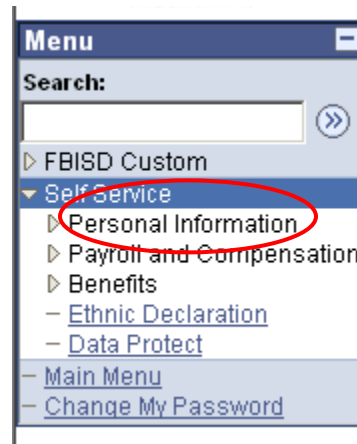 Menu
Search:
FBISD Custom
Self Service
Personal Information
Payroll and Compensation
Benefits
Ethnic Declaration
Data Protect
Main Menu
Change My Password